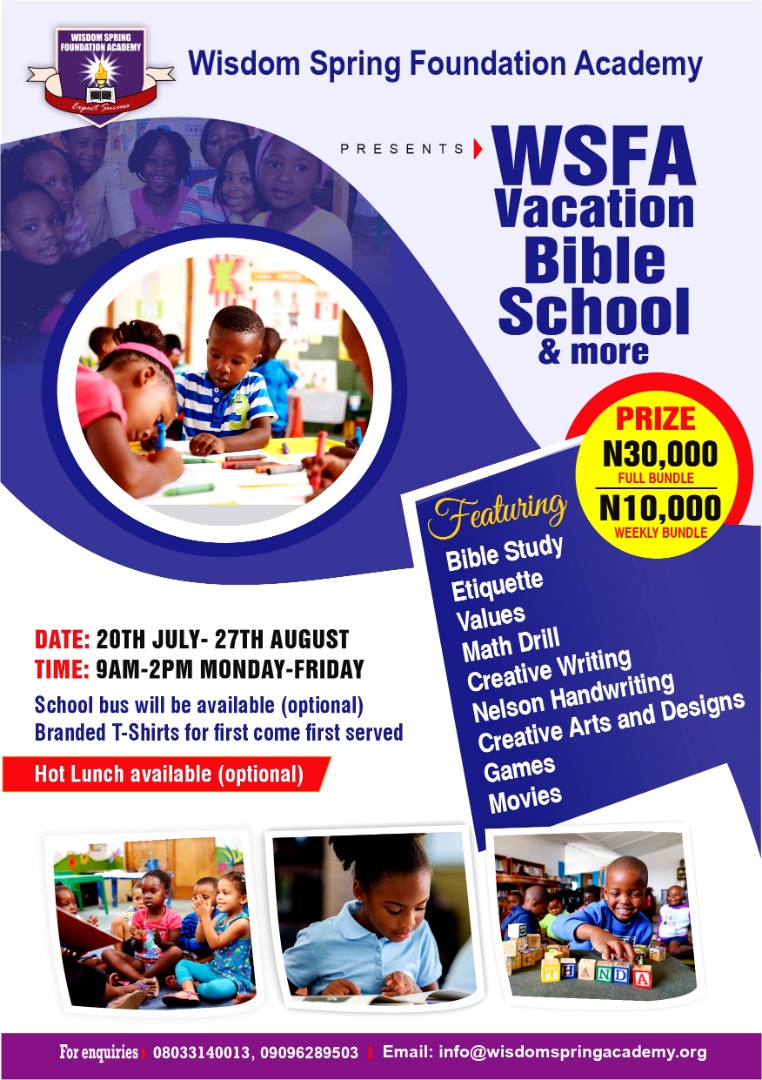 WISDOM SPRING
FOUNDATION ACADEMY
Expect Success
Wisdom Spring Foundation Academy
PRESENTS
WSFA
Vacation
Bible
School
& more
PRIZE
N30,000
FULL BUNDLE
N10,000
WEEKLY BUNDLE
Featuring
Bible Study
Etiquette
Values
Math Drill
Creative Writing
Nelson Handwriting
Creative Arts and Designs
Games
Movies
DATE: 20TH JULY- 27TH AUGUST
TIME: 9AM-2PM MONDAY-FRIDAY
School bus will be available (optional)
Branded T-Shirts for first come first served
Hot Lunch available (optional)
THANDA
For enquiries 08033140013, 09096289503 | Email: info@wisdomspringacademy.org